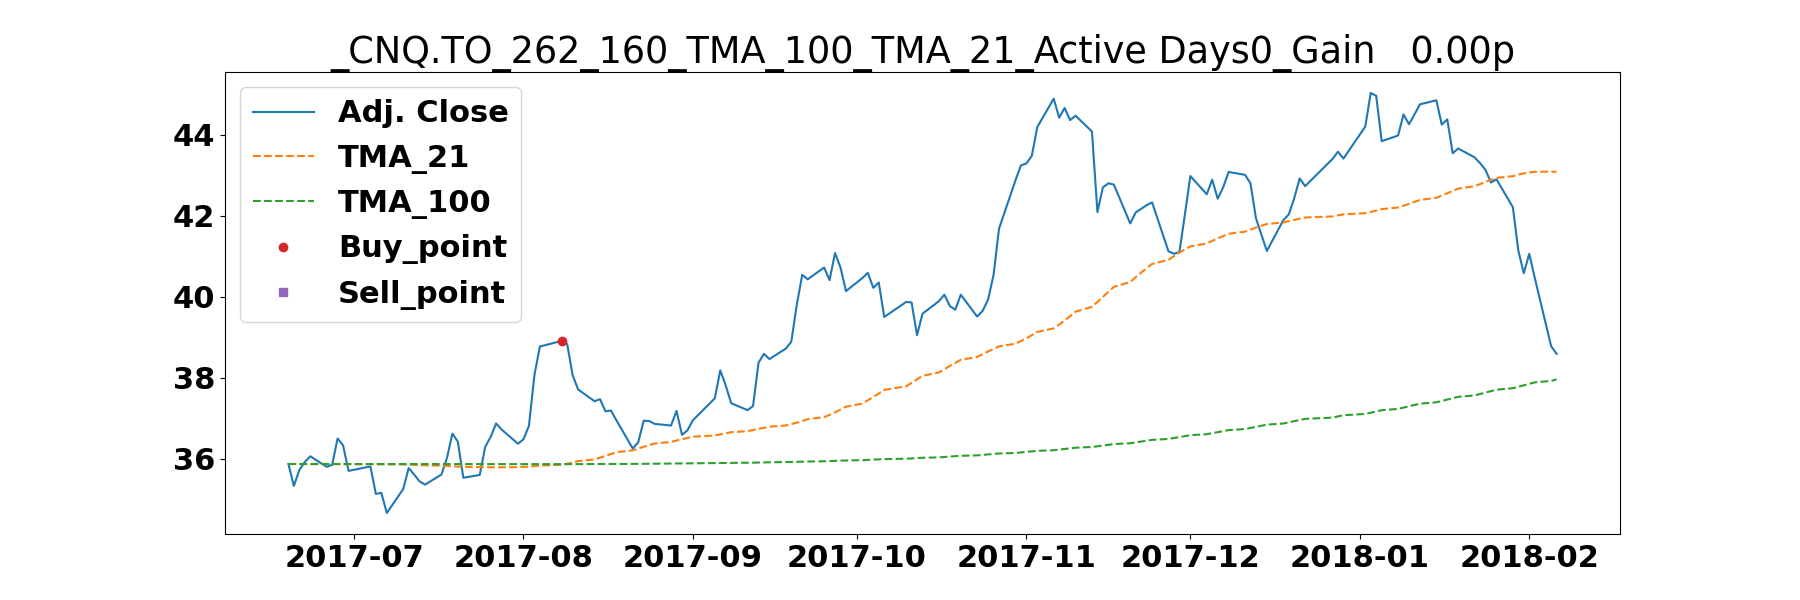 _CNQ.TO_262_160_TMA_100_TMA_21_Active Days0_Gain   0.00p
Adj. Close
TMA_21
TMA_100
Buy_point
Sell_point
44
42
40
38
36
2017-07 2017-08 2017-09 2017-10 2017-11 2017-12 2018-01 2018-02